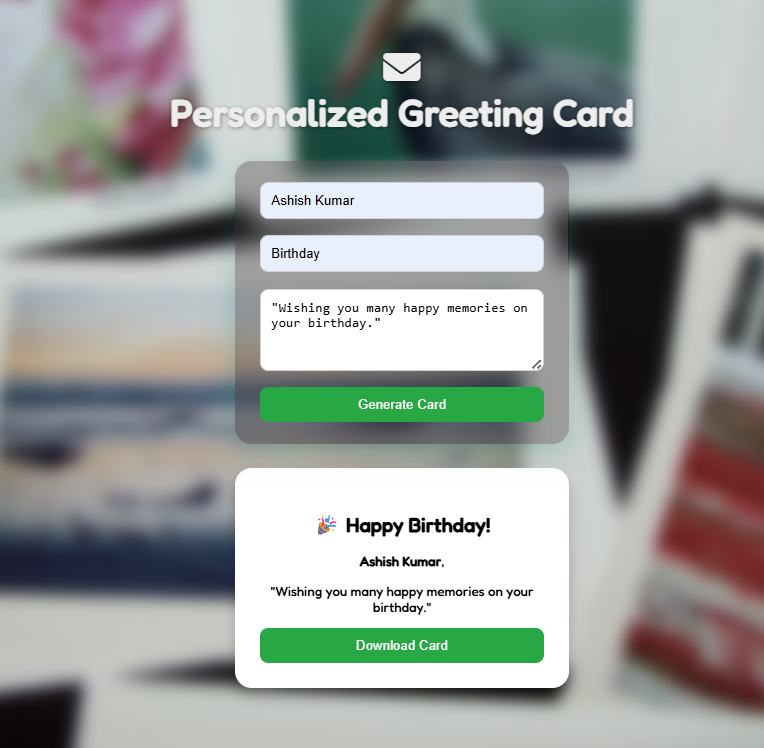 Personalized Greeting Card
Ashish Kumar
Birthday
"Wishing you many happy memories on
your birthday."
Generate Card
🎉 Happy Birthday!
Ashish Kumar,
"Wishing you many happy memories on your
birthday."
Download Card